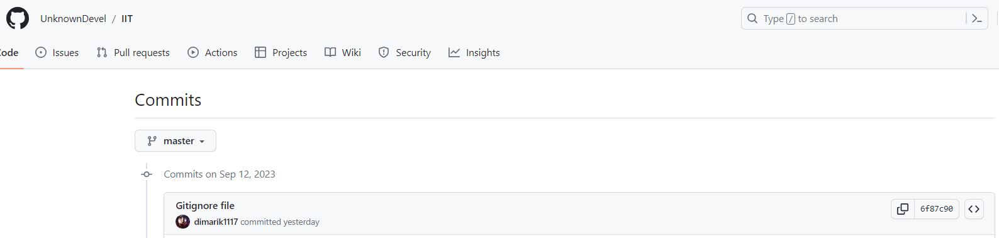 UnknownDevel / IIT
Type / to search
Code Issues Pull requests Actions Projects Wiki Security Insights
Commits
master
Commits on Sep 12, 2023
Gitignore file
6f87c90
dimarik1117 committed yesterday